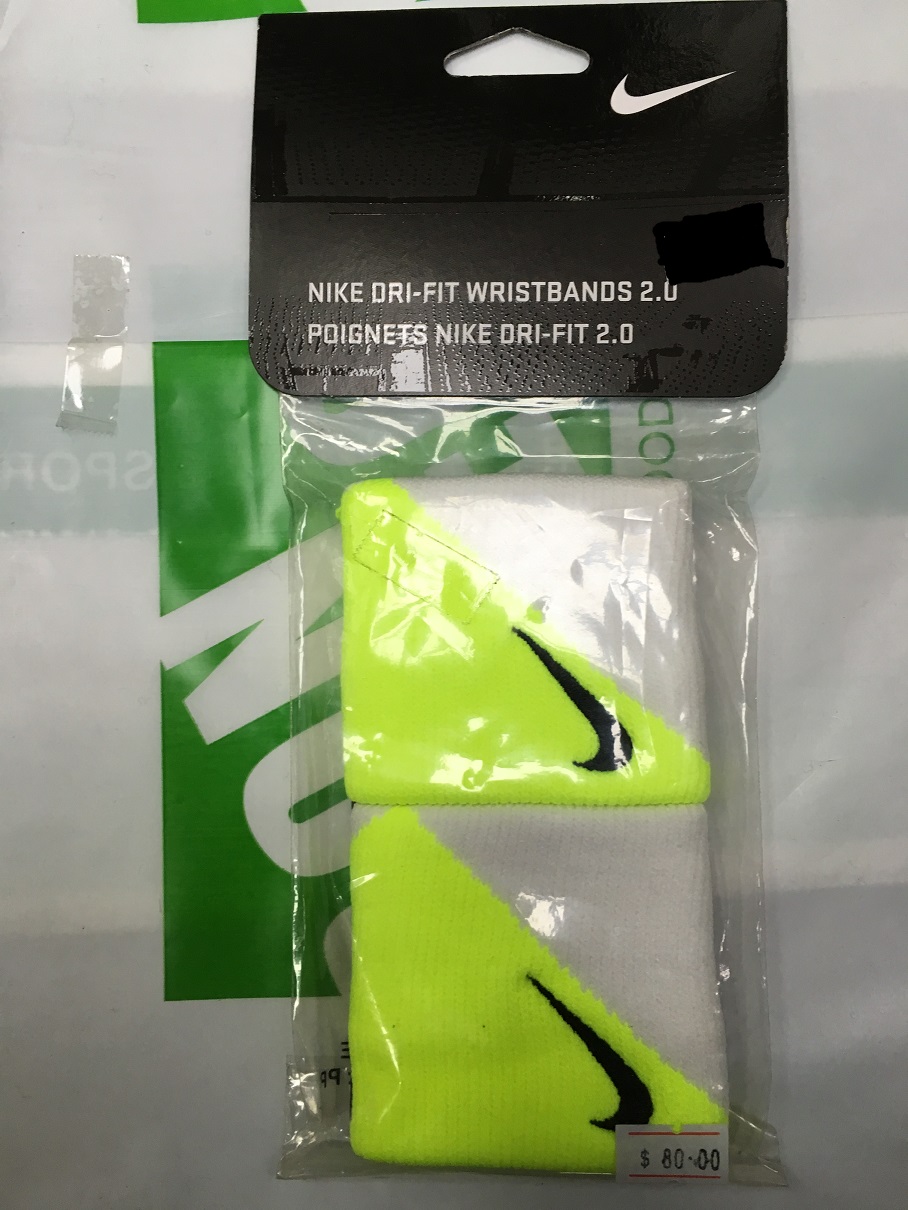 NIKE DRI-FIT WRISTBANDS 2.0
POIGNETS NIKE DRI-FIT 2.0
$ 80.00